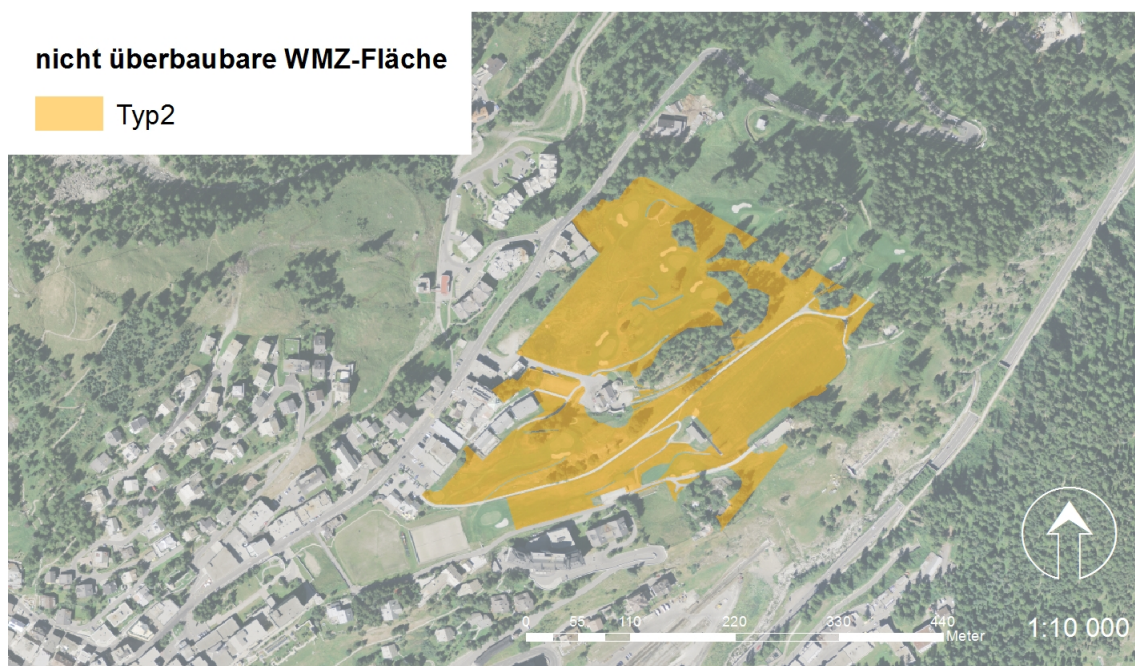 nicht überbaubare WMZ-Fläche
Typ2
0 55 110 220 330 440
Meter
1:10 000